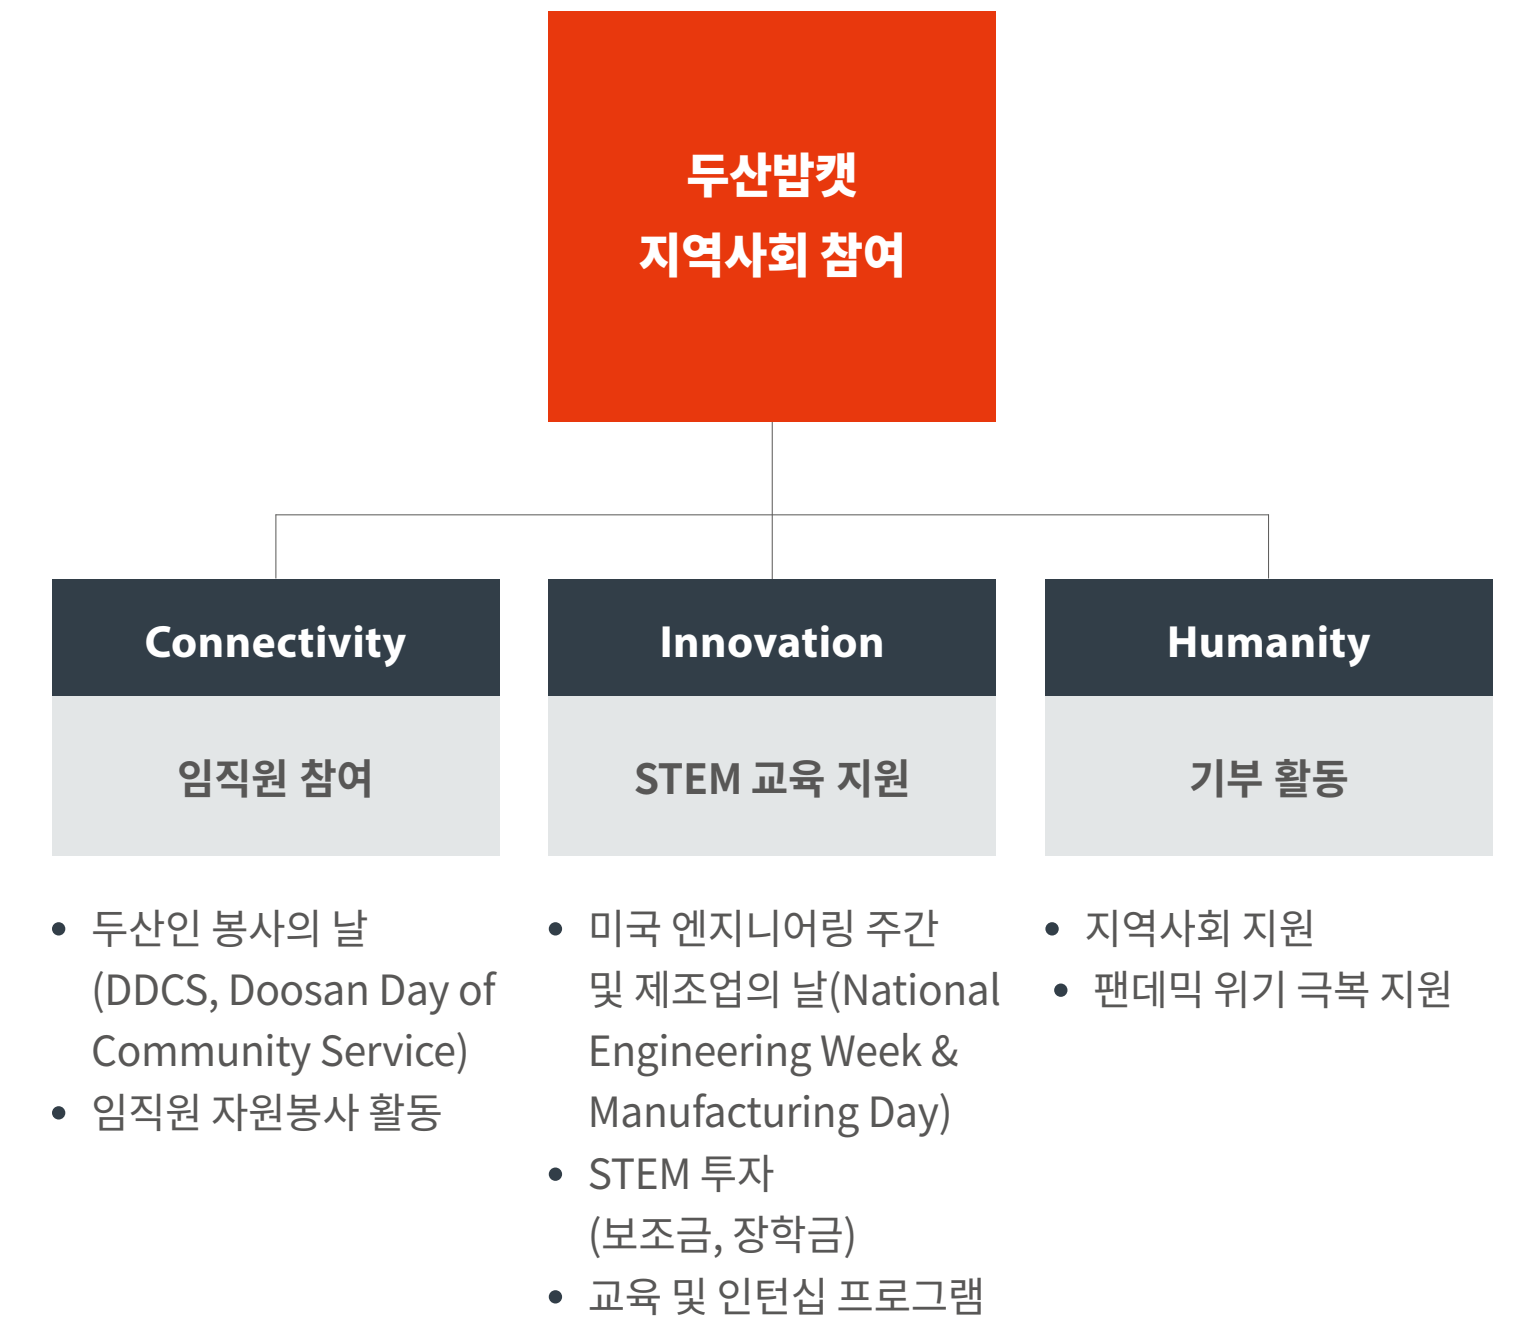 두산밥캣
지역사회 참여
Connectivity
임직원 참여
• 두산인 봉사의 날
(DDCS, Doosan Day of
Community Service)
• 임직원 자원봉사 활동
Innovation
STEM 교육 지원
• 미국 엔지니어링 주간
및 제조업의 날(National
Engineering Week &
Manufacturing Day)
• STEM 투자
(보조금, 장학금)
• 교육 및 인턴십 프로그램
Humanity
기부 활동
• 지역사회 지원
• 팬데믹 위기 극복 지원